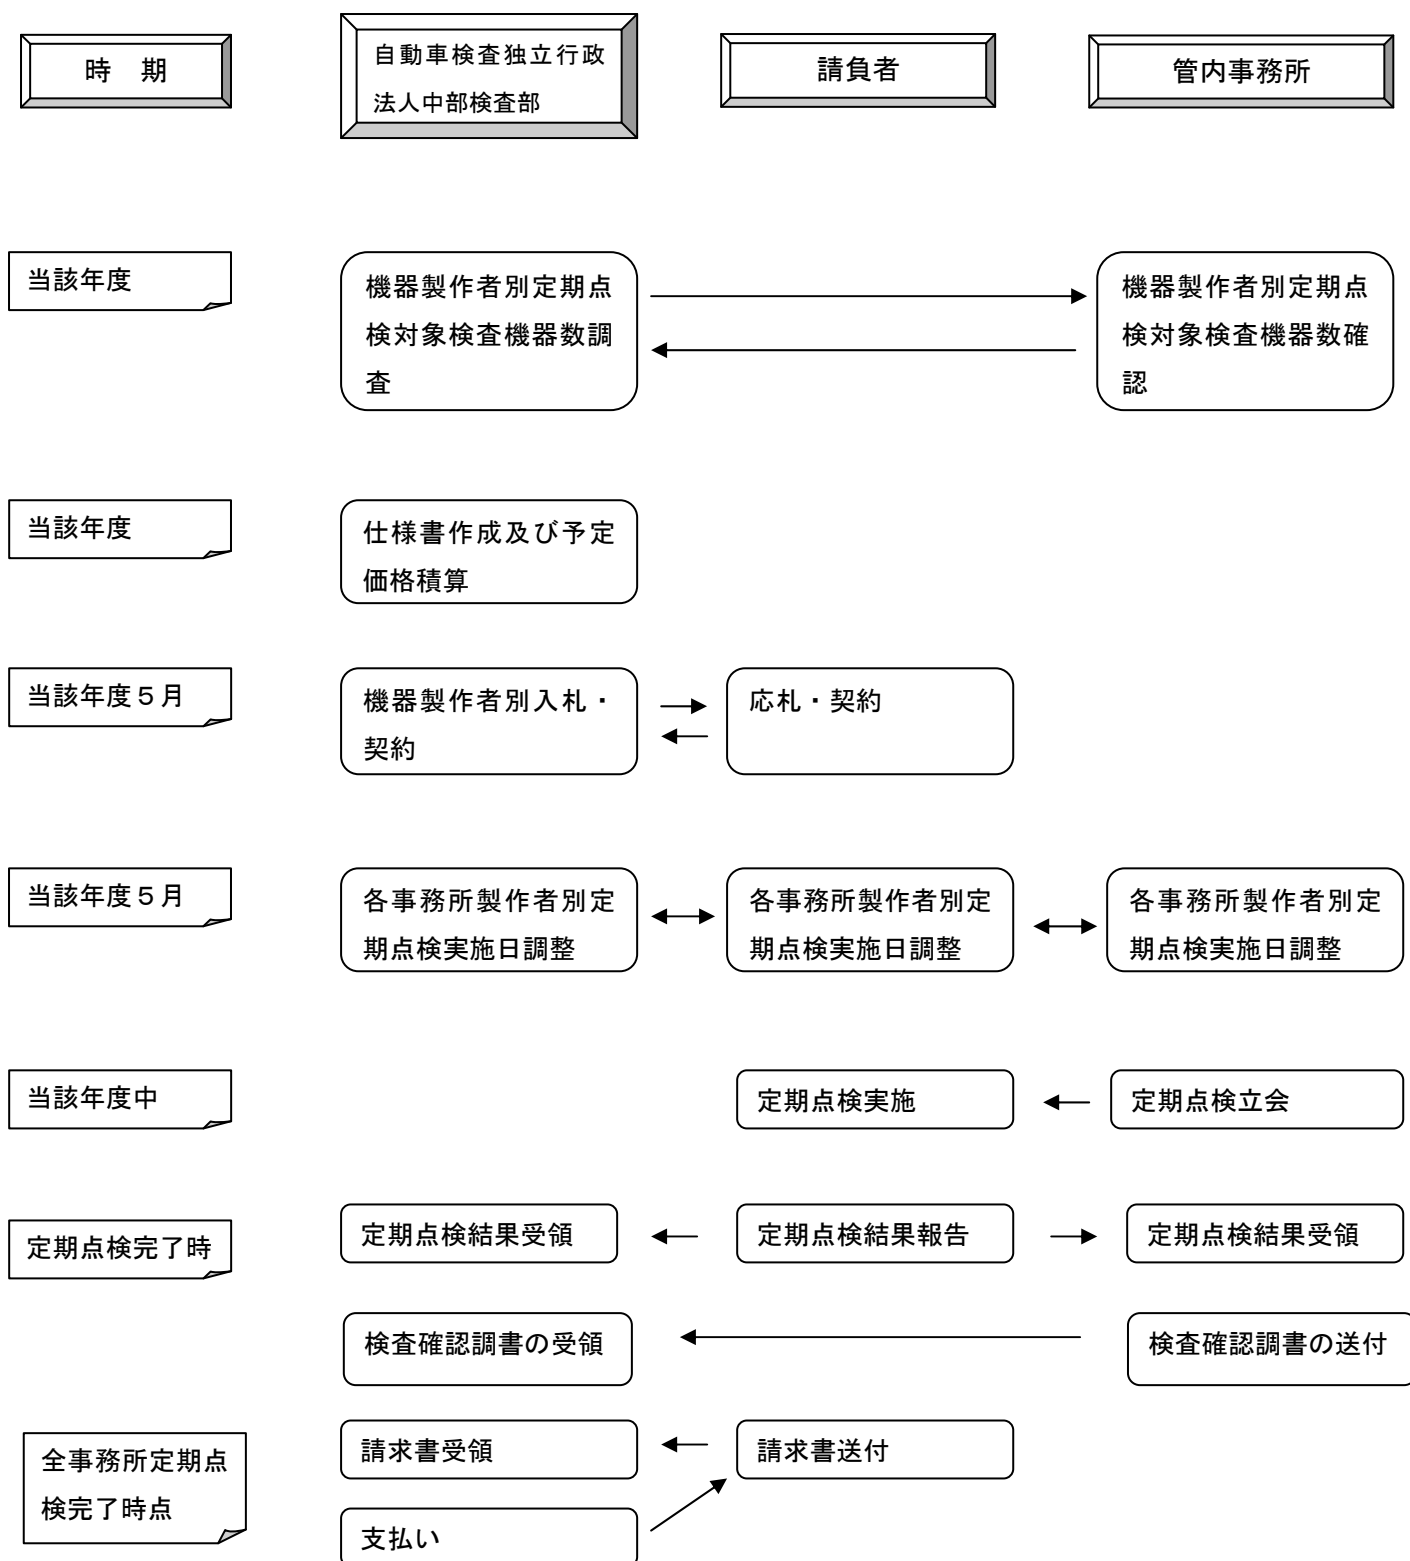 時　期
自動車検査独立行政
法人中部検査部
請負者
管内事務所
当該年度
機器製作者別定期点
検対象検査機器数調
査
機器製作者別定期点
検対象検査機器数確
認
当該年度
仕様書作成及び予定
価格積算
当該年度５月
機器製作者別入札・
契約
応札・契約
当該年度５月
各事務所製作者別定
期点検実施日調整
各事務所製作者別定
期点検実施日調整
各事務所製作者別定
期点検実施日調整
当該年度中
定期点検実施
定期点検立会
定期点検完了時
定期点検結果受領
定期点検結果報告
定期点検結果受領
検査確認調書の受領
検査確認調書の送付
全事務所定期点
検完了時点
請求書受領
請求書送付
支払い